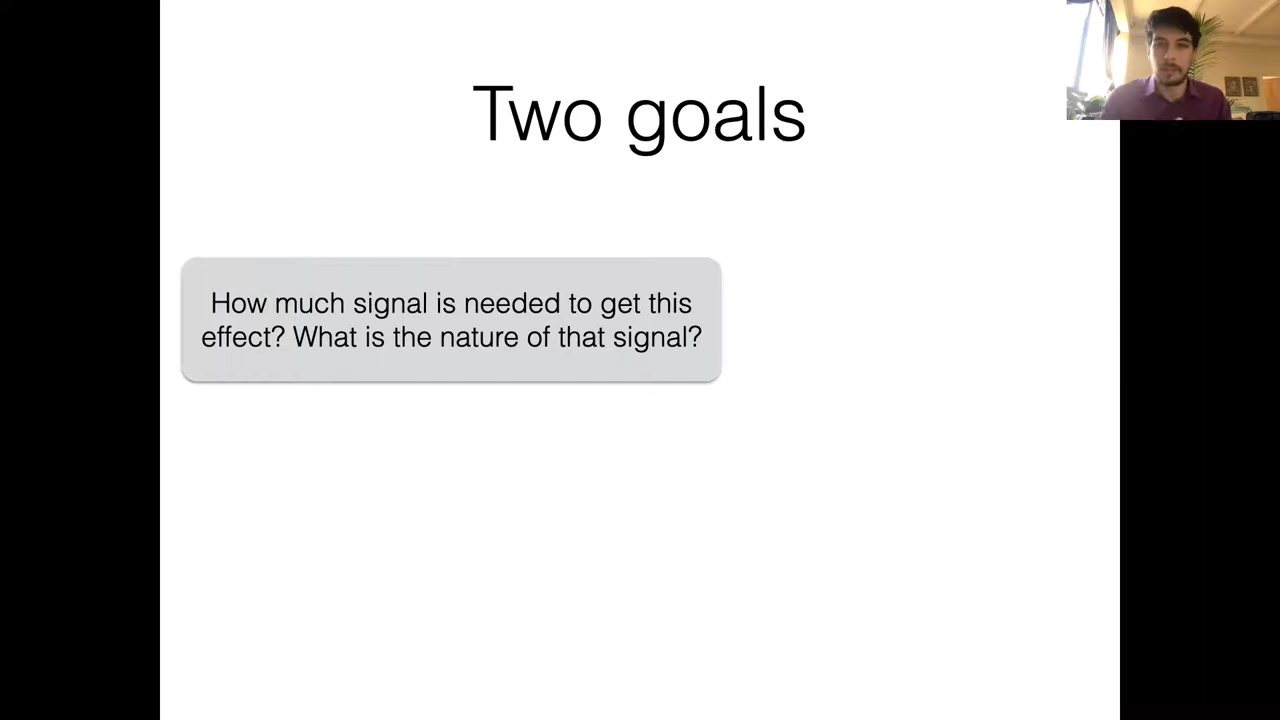 Two goals
How much signal is needed to get this
effect? What is the nature of that signal?